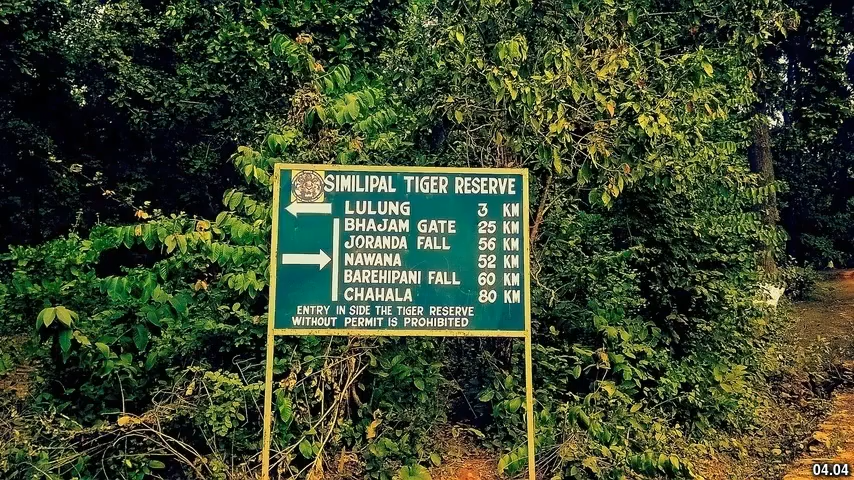 SIMILIPAL TIGER RESERVE
LULUNG 3 KM
BHAJAM GATE 25 KM
JORANDA FALL 56 KM
NAWANA 52 KM
BAREHIPANI FALL 60 KM
CHAHALA 80 KM
ENTRY IN SIDE THE TIGER RESERVE
WITHOUT PERMIT IS PROHIBITED
04.04